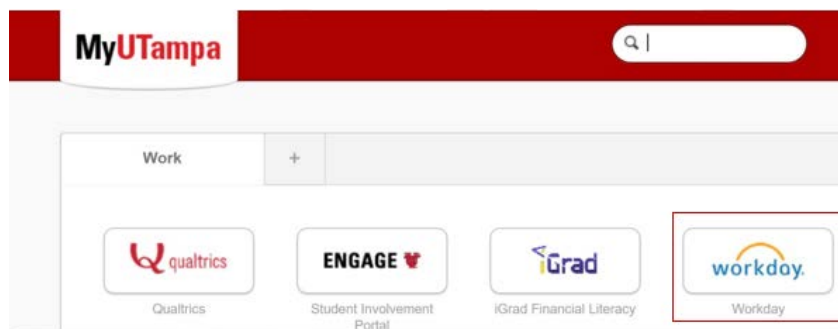 MyUTampa
Work +
qualtrics ENGAGE iGrad workday.
Qualtrics Student Involvement Portal iGrad Financial Literacy Workday